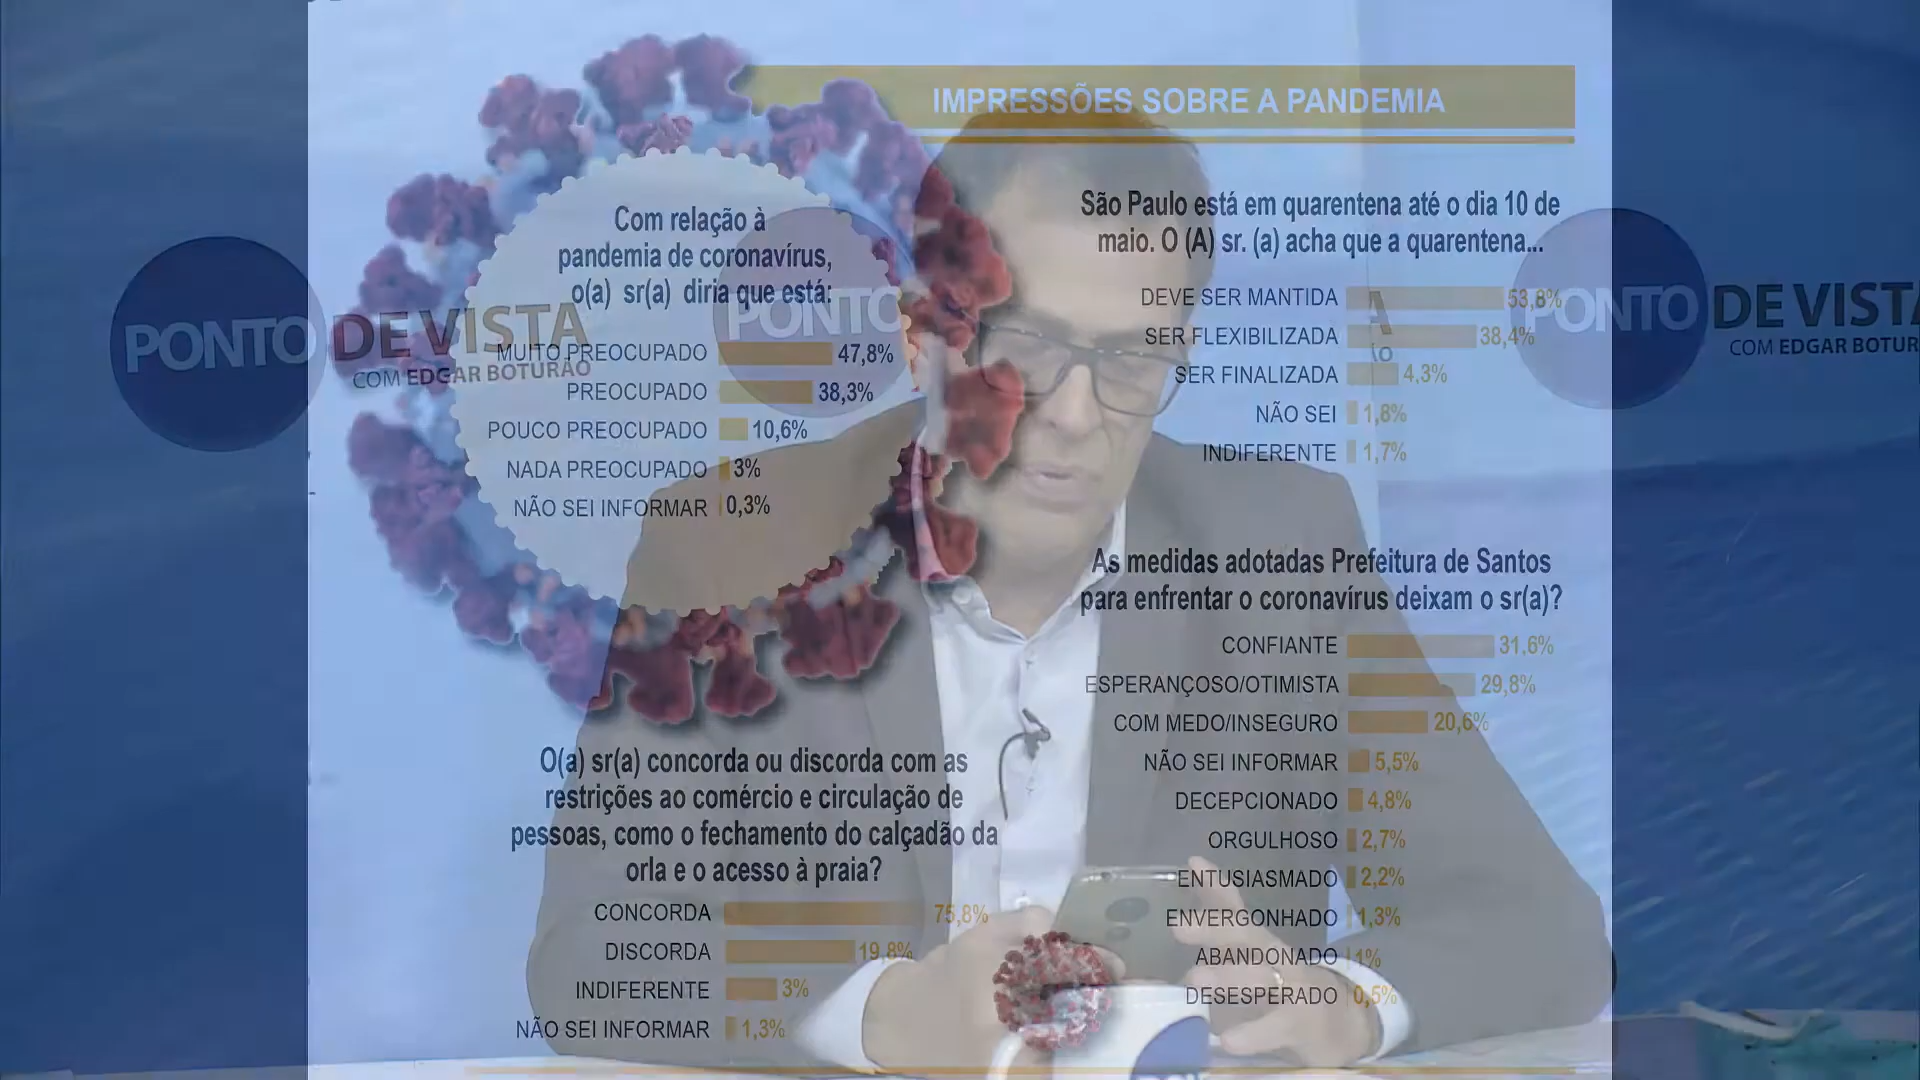 IMPRESSÕES SOBRE A PANDEMIA
Com relação à
pandemia de coronavírus,
o(a) sr(a) diria que está:
MUITO PREOCUPADO 47,8%
PREOCUPADO 38,3%
POUCO PREOCUPADO 10,6%
NADA PREOCUPADO 3%
NÃO SEI INFORMAR 0,3%
O(a) sr(a) concorda ou discorda com as
restrições ao comércio e circulação de
pessoas, como o fechamento do calçadão da
orla e o acesso à praia?
CONCORDA 75,8%
DISCORDA 19,8%
INDIFERENTE 3%
NÃO SEI INFORMAR 1,3%
São Paulo está em quarentena até o dia 10 de
maio. O (A) sr. (a) acha que a quarentena...
DEVE SER MANTIDA 53,8%
SER FLEXIBILIZADA 38,4%
SER FINALIZADA 4,3%
NÃO SEI 1,8%
INDIFERENTE 1,7%
As medidas adotadas Prefeitura de Santos
para enfrentar o coronavírus deixam o sr(a)?
CONFIANTE 31,6%
ESPERANÇOSO/OTIMISTA 29,8%
COM MEDO/INSEGURO 20,6%
NÃO SEI INFORMAR 5,5%
DECEPCIONADO 4,8%
ORGULHOSO 2,7%
ENTUSIASMADO 2,2%
ENVERGONHADO 1,3%
ABANDONADO 1%
DESESPERADO 0,5%
PONTO DE VISTA
COM EDGAR BOTURÃO
PONTO
PONTO DE VISTA
COM EDGAR BOTUR